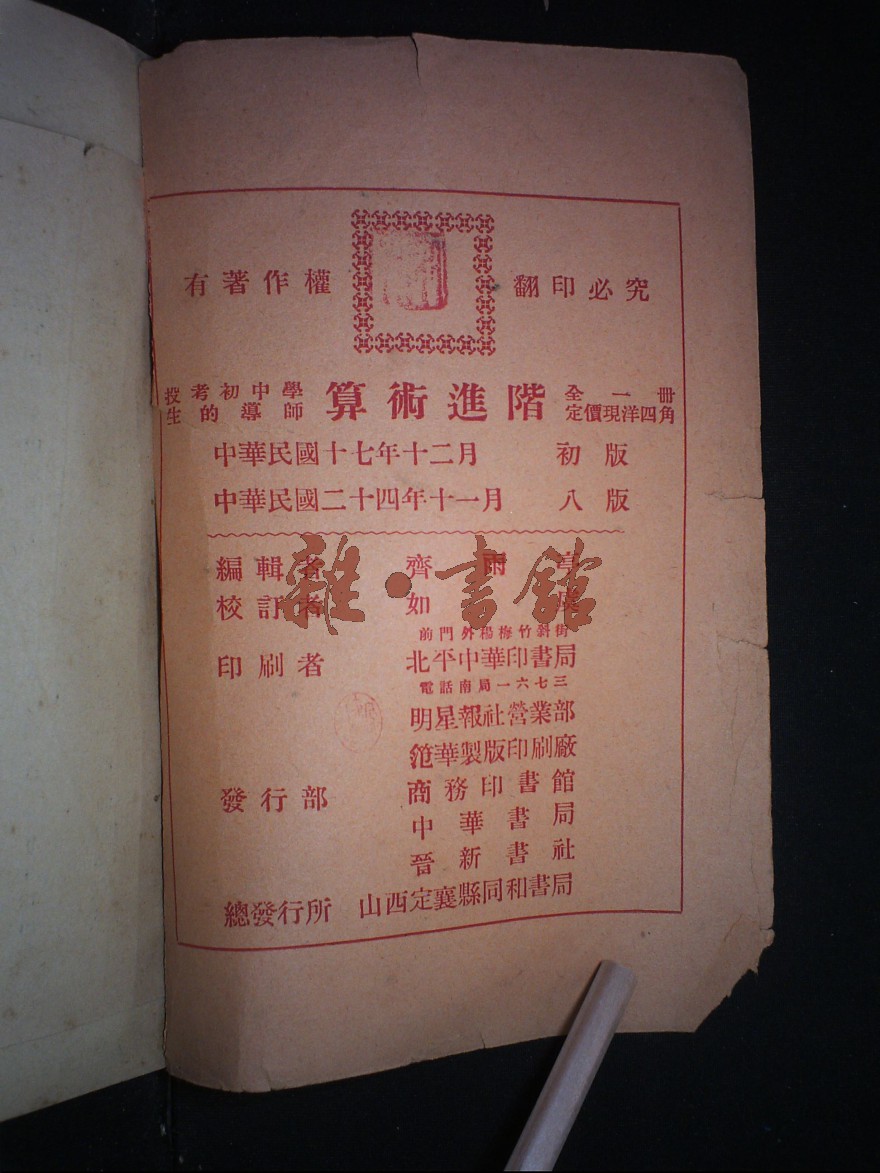 有著作權 翻印必究
投考初中學生的導師 算術進階 全一冊 定價現洋四角
中華民國十七年十二月 初版
中華民國二十四年十一月 八版
編輯者 齊雨亭
校訂者 如
前門外楊梅竹斜街
印刷者 北平中華印書局
電話南局一六七三
明星報社營業部
范華製版印刷廠
發行部 商務印書館
中華書局
晉新書社
總發行所 山西定襄縣同和書局
雜·書館